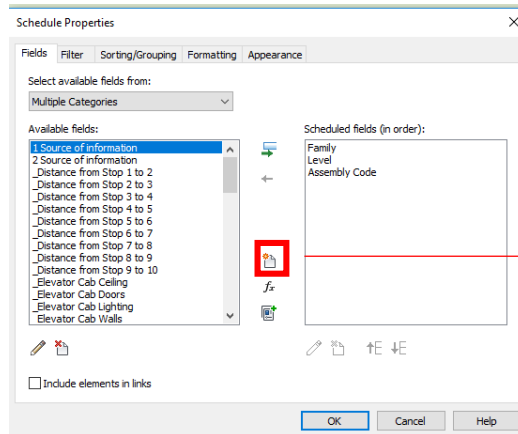 Schedule Properties
Fields Filter Sorting/Grouping Formatting Appearance
Select available fields from:
Multiple Categories
Available fields:
Scheduled fields (in order):
1 Source of information
2 Source of information
_Distance from Stop 1 to 2
_Distance from Stop 2 to 3
_Distance from Stop 3 to 4
_Distance from Stop 4 to 5
_Distance from Stop 5 to 6
_Distance from Stop 6 to 7
_Distance from Stop 7 to 8
_Distance from Stop 8 to 9
_Distance from Stop 9 to 10
_Elevator Cab Ceiling
_Elevator Cab Doors
_Elevator Cab Lighting
Elevator Cab Walls
Family
Level
Assembly Code
fx
Include elements in links
OK Cancel Help